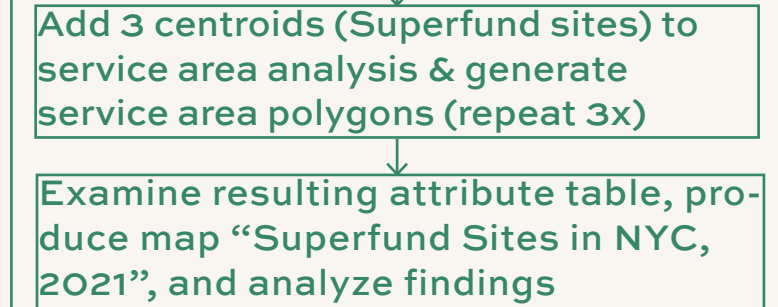 Add 3 centroids (Superfund sites) to
service area analysis & generate
service area polygons (repeat 3x)
Examine resulting attribute table, pro-
duce map “Superfund Sites in NYC,
2021”, and analyze findings